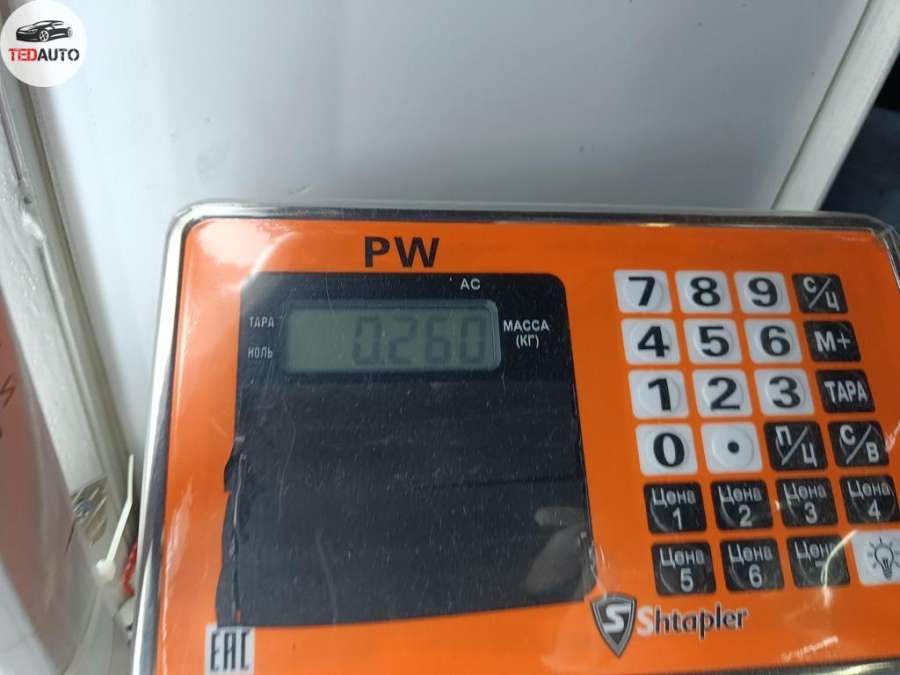 TEDAUTO
PW
AC
ТАРА
НОЛЬ
0.260
МАССА
(КГ)
7 8 9 С/Ц
4 5 6 М+
1 2 3 ТАРА
0 . П/Ц С/В
Цена 1 Цена 2 Цена 3 Цена 4
Цена 5 Цена 6
S Shtapler
EAC